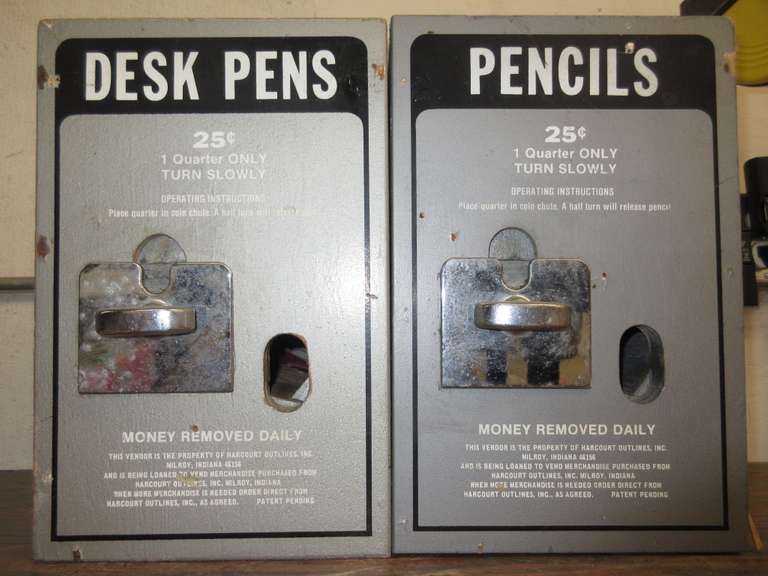 DESK PENS
25¢
1 Quarter ONLY
TURN SLOWLY
OPERATING INSTRUCTIONS
Place quarter in coin chute. A half turn will release pen
MONEY REMOVED DAILY
THIS VENDOR IS THE PROPERTY OF HARCOURT OUTLINES, INC.
MILROY, INDIANA 46156
AND IS BEING LOANED TO VEND MERCHANDISE PURCHASED FROM
HARCOURT OUTLINES, INC. MILROY, INDIANA
WHEN MORE MERCHANDISE IS NEEDED ORDER DIRECT FROM
HARCOURT OUTLINES, INC., AS AGREED. PATENT PENDING
PENCILS
25¢
1 Quarter ONLY
TURN SLOWLY
OPERATING INSTRUCTIONS
Place quarter in coin chute. A half turn will release pencil
MONEY REMOVED DAILY
THIS VENDOR IS THE PROPERTY OF HARCOURT OUTLINES, INC.
MILROY, INDIANA 46156
AND IS BEING LOANED TO VEND MERCHANDISE PURCHASED FROM
HARCOURT OUTLINES, INC. MILROY, INDIANA
WHEN MORE MERCHANDISE IS NEEDED ORDER DIRECT FROM
HARCOURT OUTLINES, INC., AS AGREED. PATENT PENDING